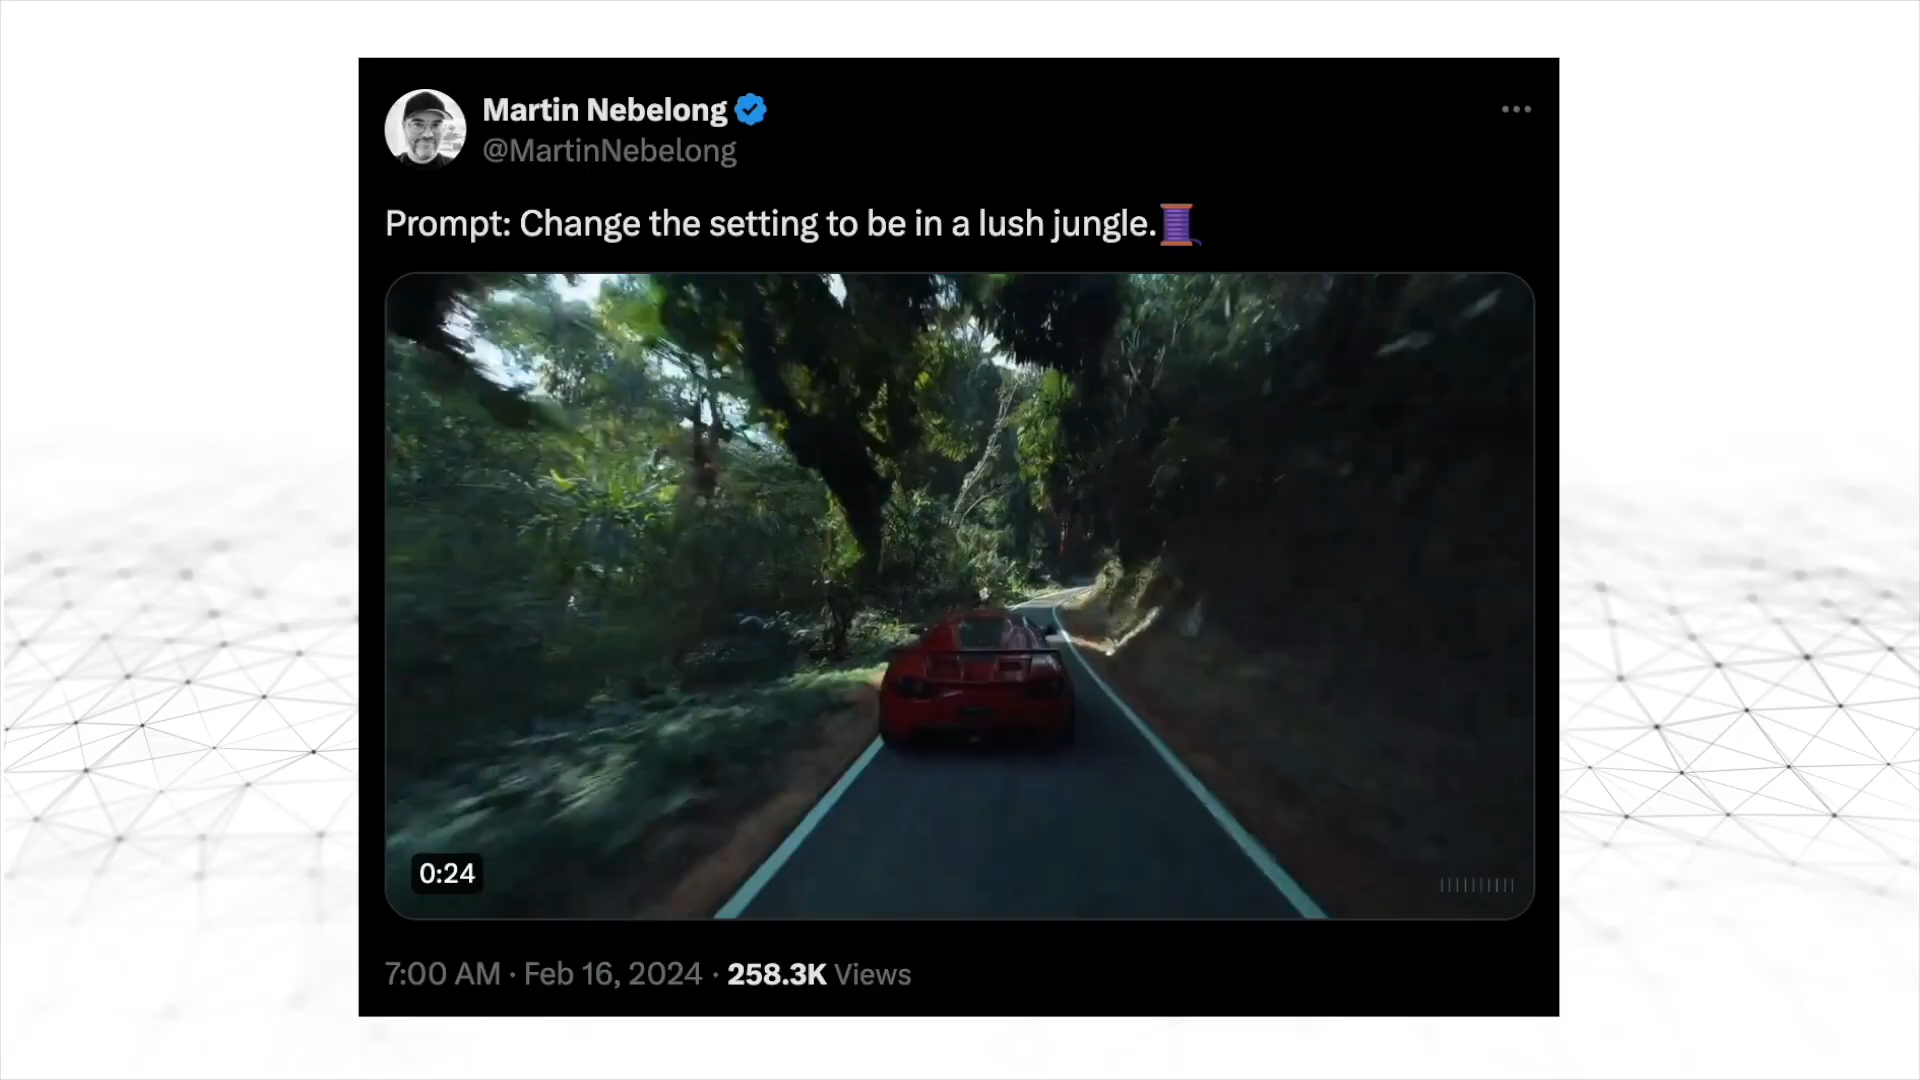 Martin Nebelong
@MartinNebelong
Prompt: Change the setting to be in a lush jungle.🧵
0:24
7:00 AM · Feb 16, 2024 · 258.3K Views